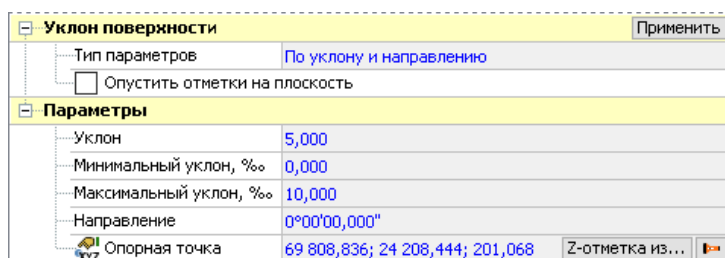 Уклон поверхности Применить
Тип параметров По уклону и направлению
Опустить отметки на плоскость
Параметры
Уклон 5,000
Минимальный уклон, ‰ 0,000
Максимальный уклон, ‰ 10,000
Направление 0°00'00,000"
XYZ Опорная точка 69 808,836; 24 208,444; 201,068 Z-отметка из...